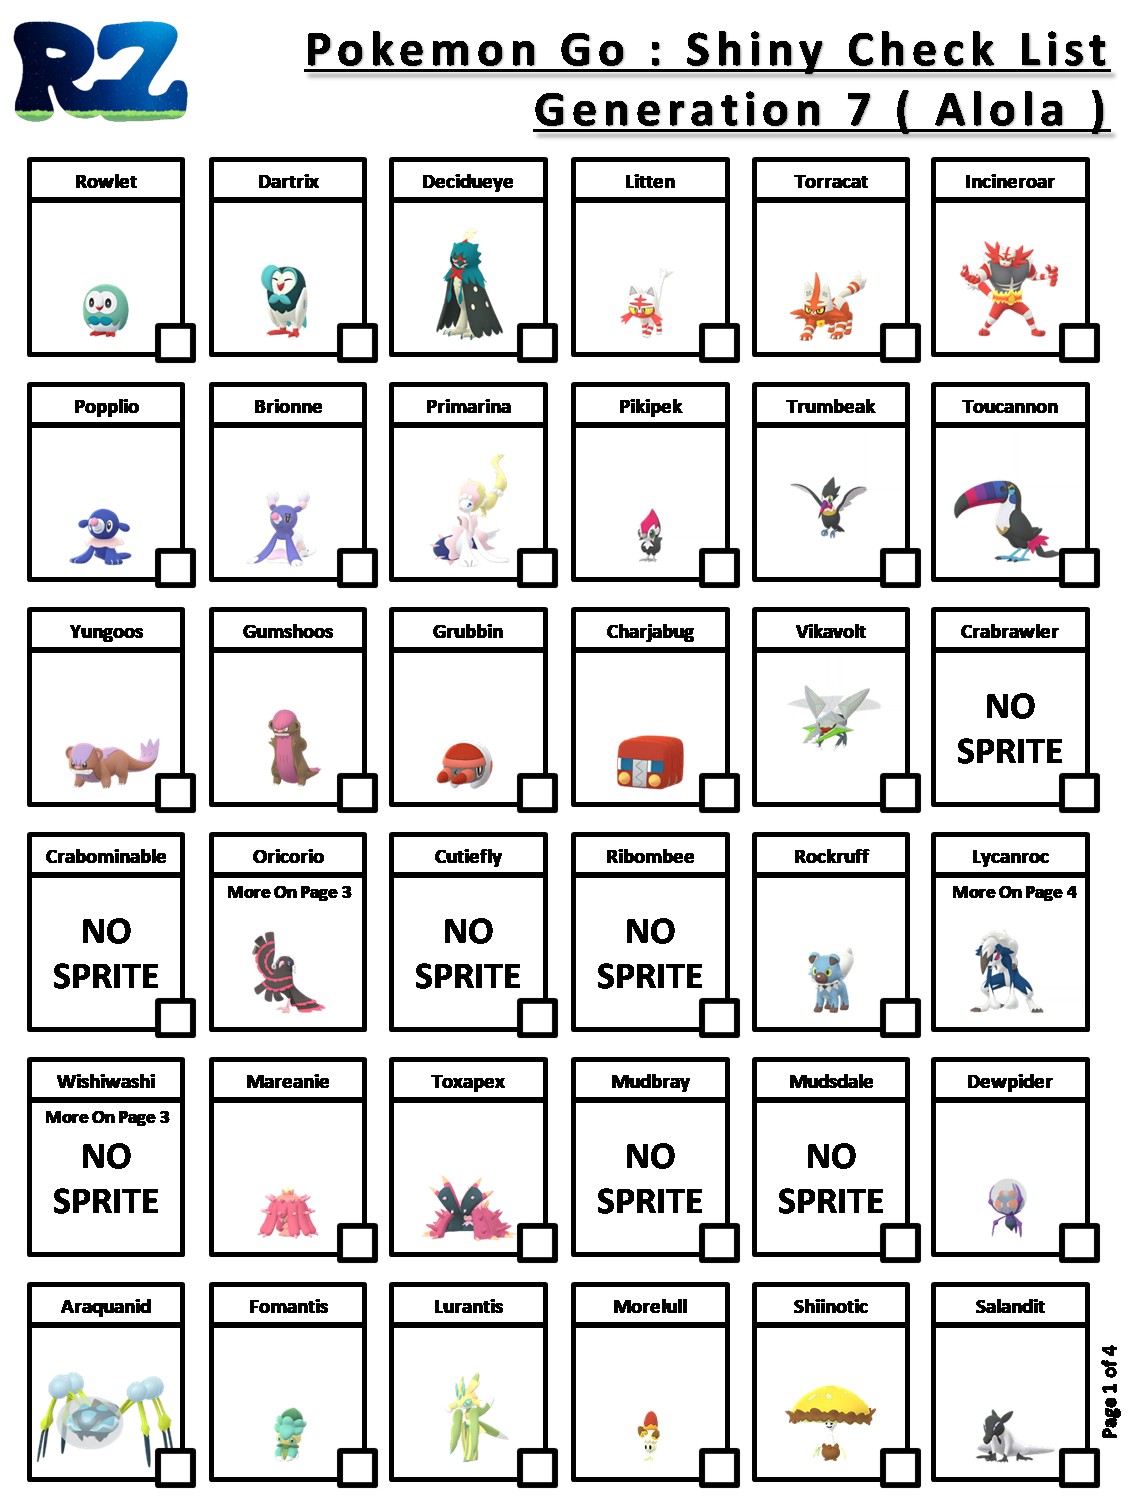 RZ
Pokemon Go : Shiny Check List
Generation 7 ( Alola )
Rowlet
Dartrix
Decidueye
Litten
Torracat
Incineroar
Popplio
Brionne
Primarina
Pikipek
Trumbeak
Toucannon
Yungoos
Gumshoos
Grubbin
Charjabug
Vikavolt
Crabrawler
NO
SPRITE
Crabominable
NO
SPRITE
Oricorio
More On Page 3
Cutiefly
NO
SPRITE
Ribombee
NO
SPRITE
Rockruff
Lycanroc
More On Page 4
Wishiwashi
More On Page 3
NO
SPRITE
Mareanie
Toxapex
Mudbray
NO
SPRITE
Mudsdale
NO
SPRITE
Dewpider
Araquanid
Fomantis
Lurantis
Morelull
Shiinotic
Salandit
Page 1 of 4